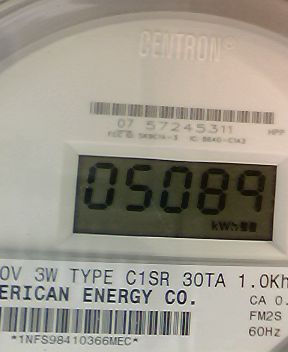 CENTRON®
07 57245311
HPP
05089
kWh
0V 3W TYPE C1SR 30TA 1.0Kh
ERICAN ENERGY CO.
CA 0.
FM2S
60Hz
*1NFS98410366MEC*